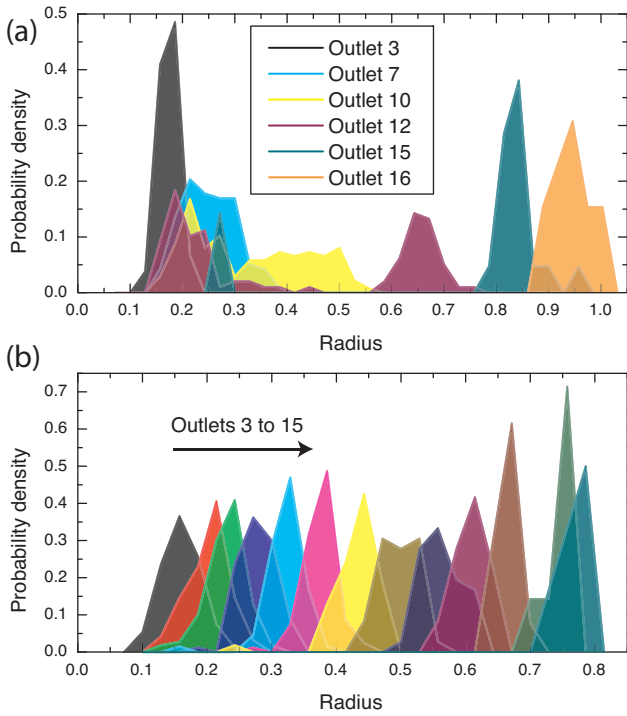 (a)
Probability density
0.5
0.4
0.3
0.2
0.1
0.0
Outlet 3
Outlet 7
Outlet 10
Outlet 12
Outlet 15
Outlet 16
0.0 0.1 0.2 0.3 0.4 0.5 0.6 0.7 0.8 0.9 1.0
Radius
(b)
Probability density
0.7
0.6
0.5
0.4
0.3
0.2
0.1
0.0
Outlets 3 to 15
0.0 0.1 0.2 0.3 0.4 0.5 0.6 0.7 0.8
Radius